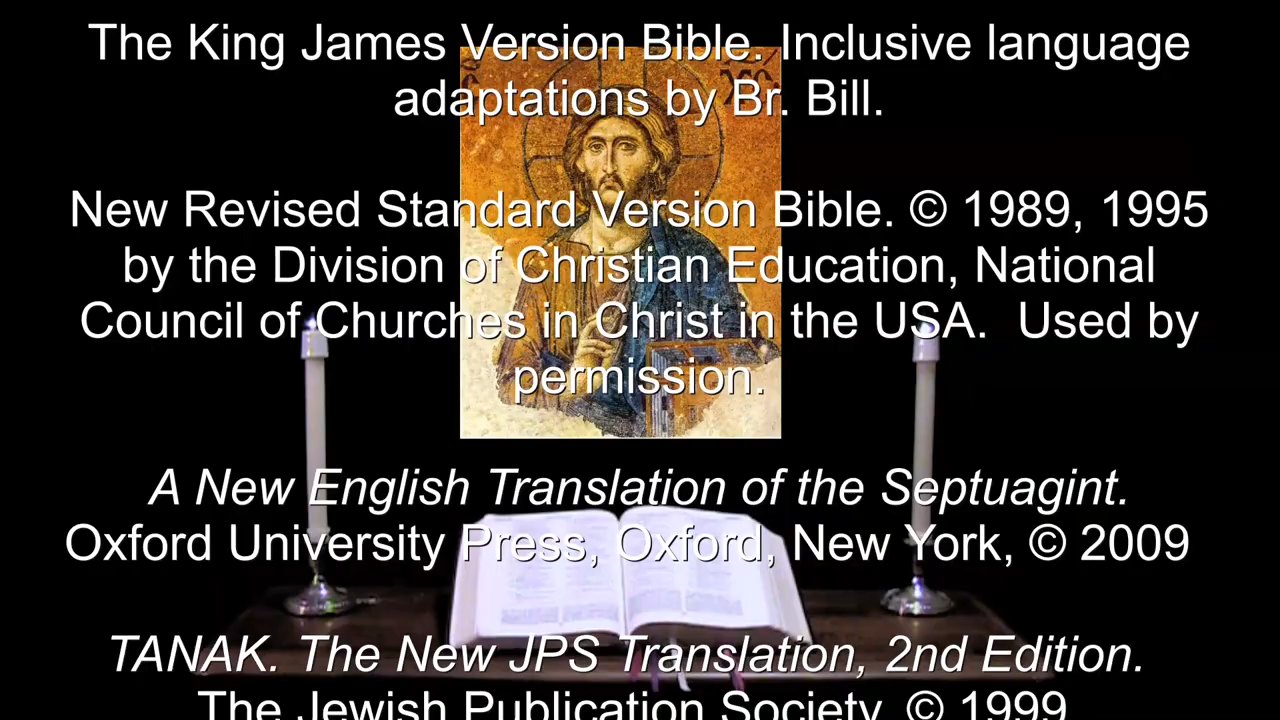 The King James Version Bible. Inclusive language
adaptations by Br. Bill.
New Revised Standard Version Bible. © 1989, 1995
by the Division of Christian Education, National
Council of Churches in Christ in the USA.  Used by
permission.
A New English Translation of the Septuagint.
Oxford University Press, Oxford, New York, © 2009
TANAK. The New JPS Translation, 2nd Edition.
The Jewish Publication Society, © 1999